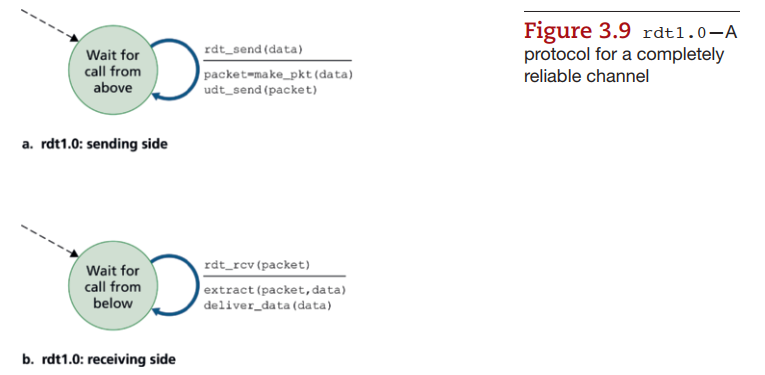 Wait for
call from
above
rdt_send(data)
packet=make_pkt(data)
udt_send(packet)
a. rdt1.0: sending side
Wait for
call from
below
rdt_rcv(packet)
extract(packet,data)
deliver_data(data)
b. rdt1.0: receiving side
Figure 3.9 rdt1.0—A
protocol for a completely
reliable channel